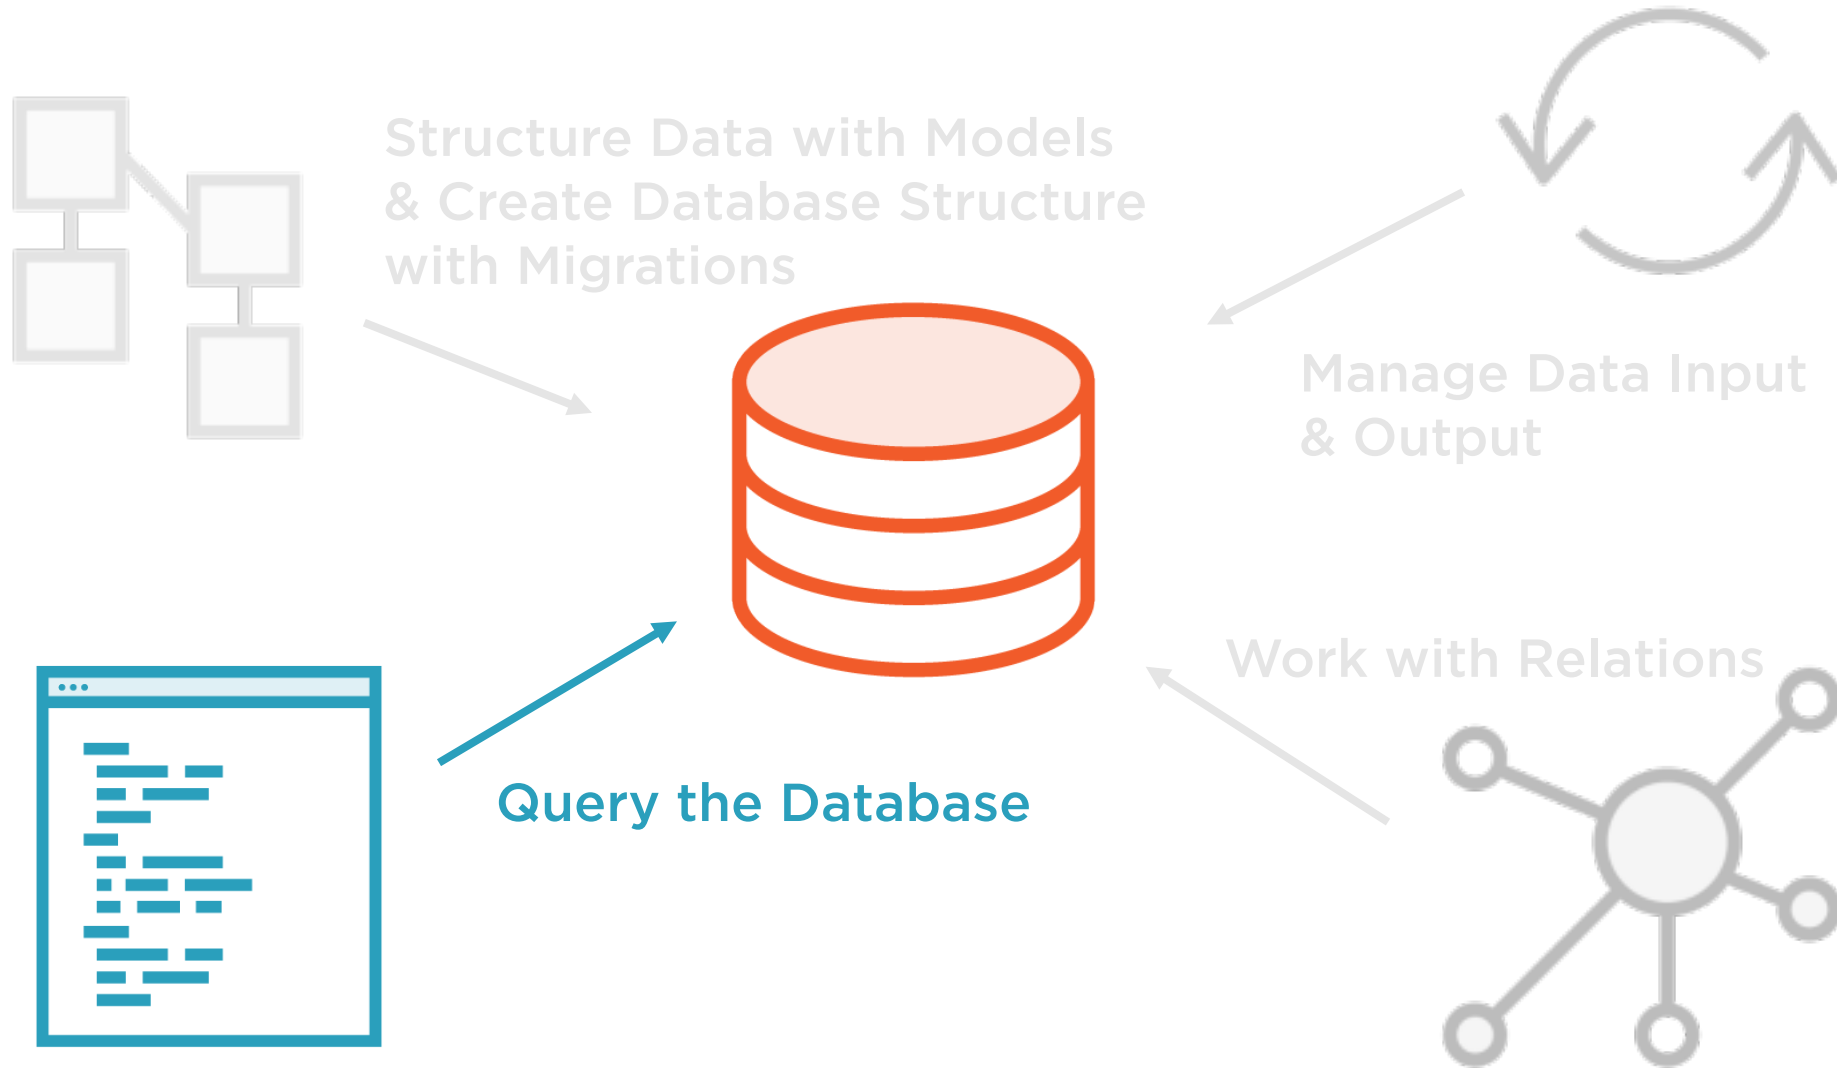 Structure Data with Models
& Create Database Structure
with Migrations
Manage Data Input
& Output
Work with Relations
Query the Database